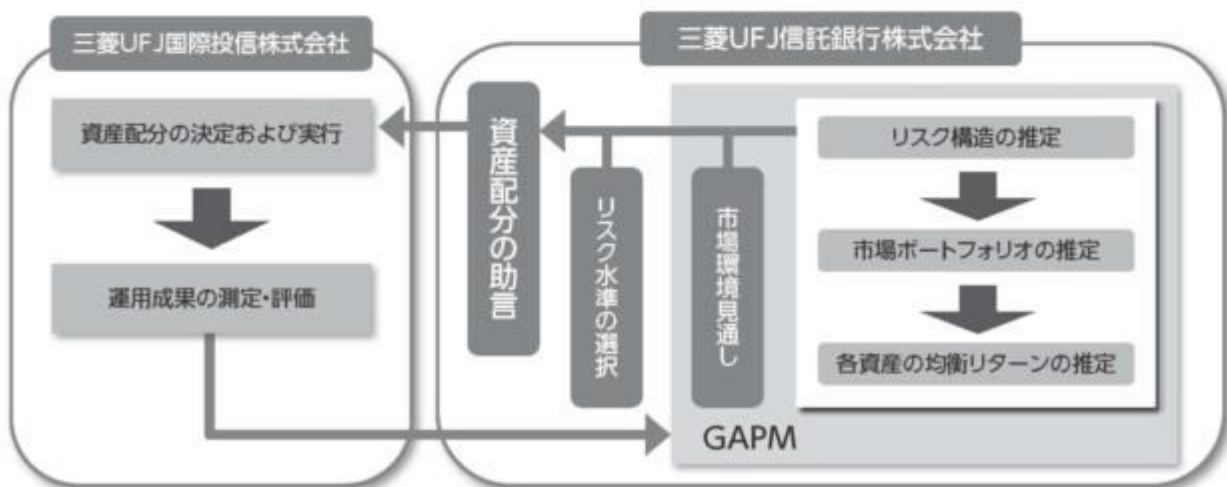 三菱UFJ国際投信株式会社
資産配分の決定および実行
運用成果の測定・評価
三菱UFJ信託銀行株式会社
資産配分の助言
リスク水準の選択
市場環境見通し
リスク構造の推定
市場ポートフォリオの推定
各資産の均衡リターンの推定
GAPM